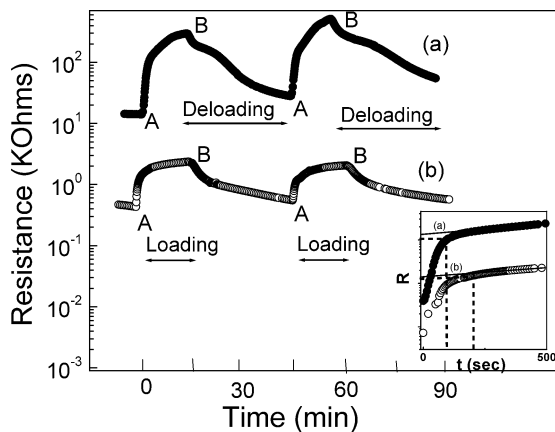 Resistance (KOhms)
10²
10¹
10⁰
10⁻¹
10⁻²
10⁻³
B
B
(a)
A
A
Deloading
Deloading
B
B
(b)
A
A
Loading
Loading
0
30
60
90
Time (min)
R
(a)
(b)
0
500
t (sec)